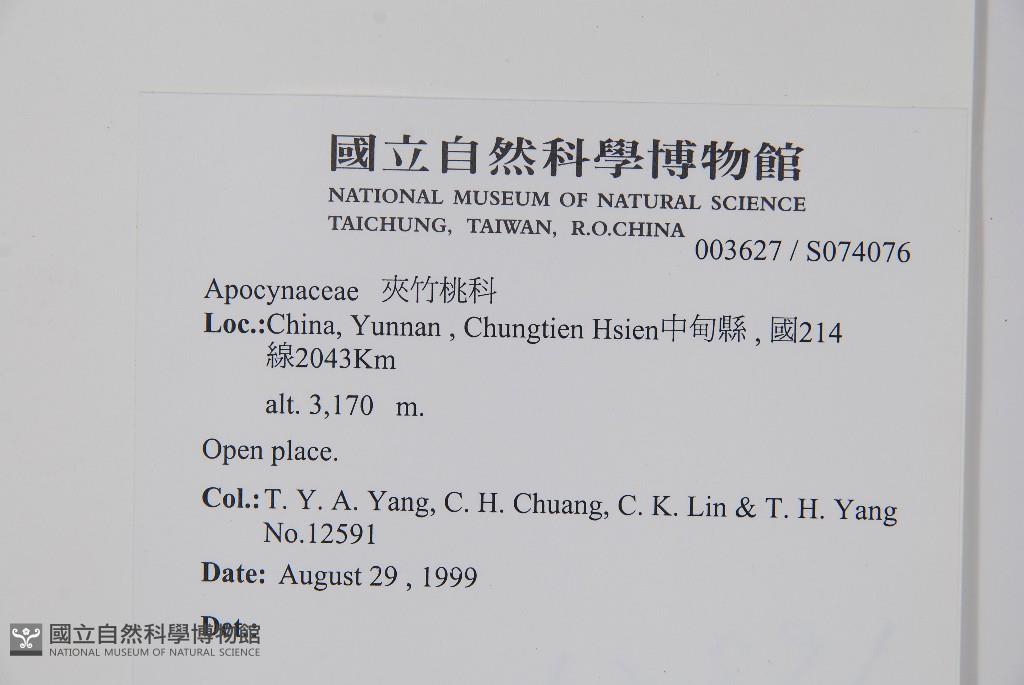 國立自然科學博物館
NATIONAL MUSEUM OF NATURAL SCIENCE
TAICHUNG, TAIWAN, R.O.CHINA
003627 / S074076
Apocynaceae 夾竹桃科
Loc.:China, Yunnan , Chungtien Hsien中甸縣 , 國214
線2043Km
alt. 3,170 m.
Open place.
Col.:T. Y. A. Yang, C. H. Chuang, C. K. Lin & T. H. Yang
No.12591
Date: August 29 , 1999
Det.:
國立自然科學博物館
NATIONAL MUSEUM OF NATURAL SCIENCE